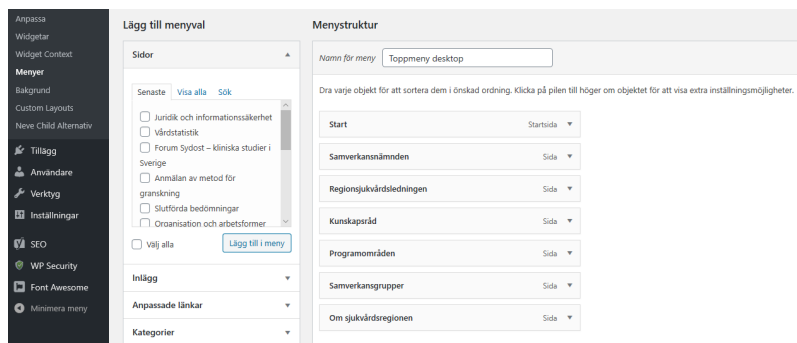 Anpassa
Widgetar
Widget Context
Menyer
Bakgrund
Custom Layouts
Neve Child Alternativ
Tillägg
Användare
Verktyg
Inställningar
SEO
WP Security
Font Awesome
Minimera meny
Lägg till menyval
Sidor
Senaste Visa alla Sök
Juridik och informationssäkerhet
Vårdstatistik
Forum Sydost – kliniska studier i
Sverige
Anmälan av metod för
granskning
Slutförda bedömningar
Organisation och arbetsformer
Välj alla
Lägg till i meny
Inlägg
Anpassade länkar
Kategorier
Menystruktur
Namn för meny Toppmeny desktop
Dra varje objekt för att sortera dem i önskad ordning. Klicka på pilen till höger om objektet för att visa extra inställningsmöjligheter.
Start Startsida
Samverkansnämnden Sida
Regionsjukvårdsledningen Sida
Kunskapsråd Sida
Programområden Sida
Samverkansgrupper Sida
Om sjukvårdsregionen Sida